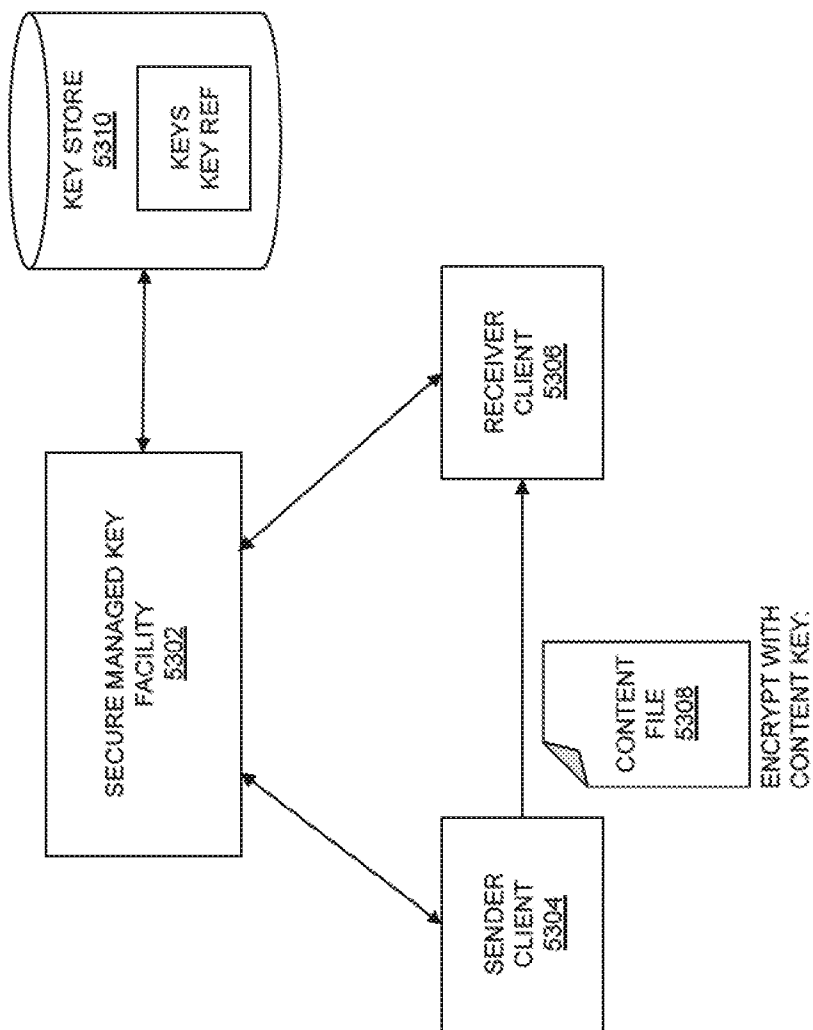 SECURE MANAGED KEY
FACILITY
5302
KEY STORE
5310
KEYS
KEY REF
SENDER
CLIENT
5304
CONTENT
FILE
5308
ENCRYPT WITH
CONTENT KEY:
RECEIVER
CLIENT
5306